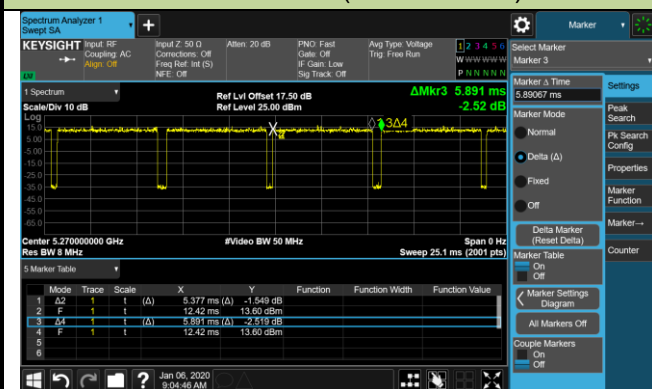 Spectrum Analyzer 1
Swept SA
+
Marker
KEYSIGHT Input: RF Input Z: 50 Ω Atten: 20 dB PNO: Fast Avg Type: Voltage 1 2 3 4 5 6
Coupling: AC Corrections: Off Gate: Off Trig: Free Run W W W W W W
Align: Off Freq Ref: Int (S) IF Gain: Low P N N N N N
NFE: Off Sig Track: Off
Select Marker
Marker 3
1 Spectrum
Ref Lvl Offset 17.50 dB
ΔMkr3 5.891 ms
Scale/Div 10 dB Ref Level 25.00 dBm -2.52 dB
Log
15.0
5.00
-5.00
-15.0
-25.0
-35.0
-45.0
-55.0
-65.0
3Δ4
Center 5.270000000 GHz #Video BW 50 MHz Span 0 Hz
Res BW 8 MHz Sweep 25.1 ms (2001 pts)
5 Marker Table
Mode Trace Scale X Y Function Function Width Function Value
1 Δ2 1 t (Δ) 5.377 ms (Δ) -1.549 dB
2 F 1 t 12.42 ms 13.60 dBm
3 Δ4 1 t (Δ) 5.891 ms (Δ) -2.519 dB
4 F 1 t 12.42 ms 13.60 dBm
5
6
Marker Δ Time
5.89067 ms
Marker Mode
Normal
Delta (Δ)
Fixed
Off
Delta Marker
(Reset Delta)
Marker Table
On
Off
Marker Settings
Diagram
All Markers Off
Couple Markers
On
Off
Settings
Peak
Search
Pk Search
Config
Properties
Marker
Function
Marker→
Counter
?
Jan 06, 2020
9:04:46 AM